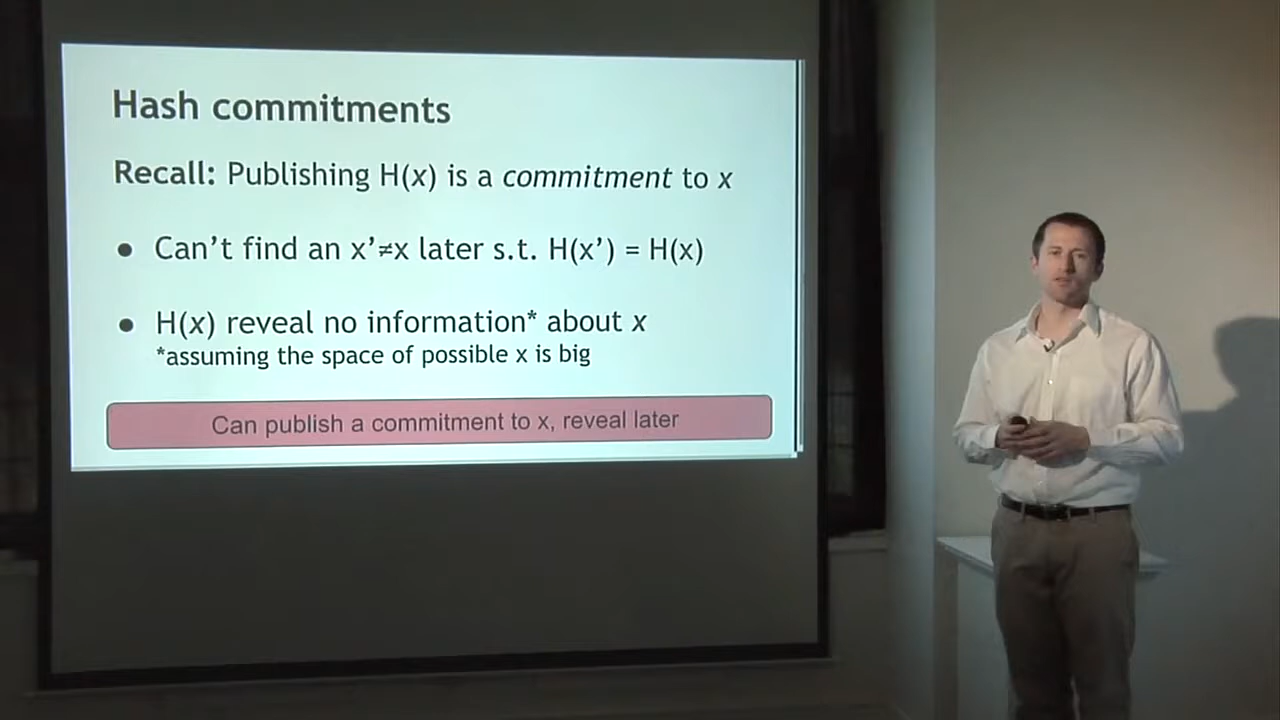 Hash commitments
Recall: Publishing H(x) is a commitment to x
● Can't find an x'≠x later s.t. H(x') = H(x)
● H(x) reveal no information* about x
*assuming the space of possible x is big
Can publish a commitment to x, reveal later